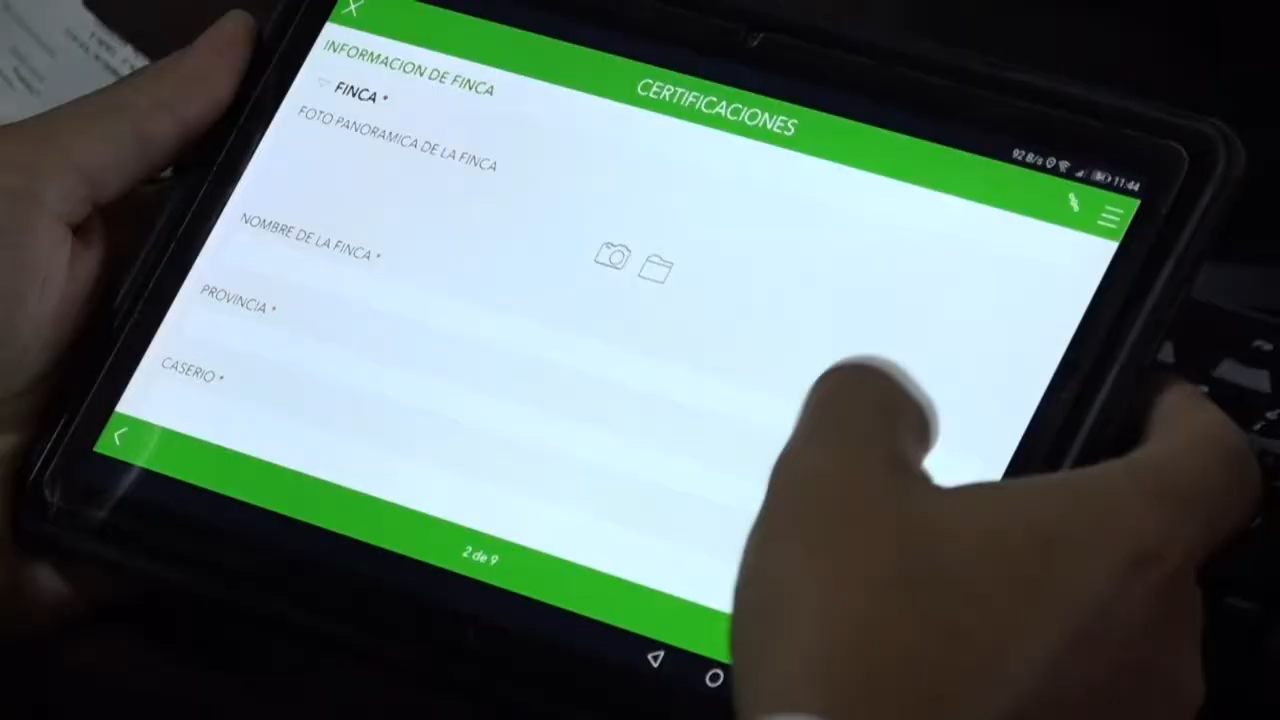 CERTIFICACIONES
92 B/s 11:44
INFORMACION DE FINCA
FINCA *
FOTO PANORAMICA DE LA FINCA
NOMBRE DE LA FINCA *
PROVINCIA *
CASERIO *
2 de 9